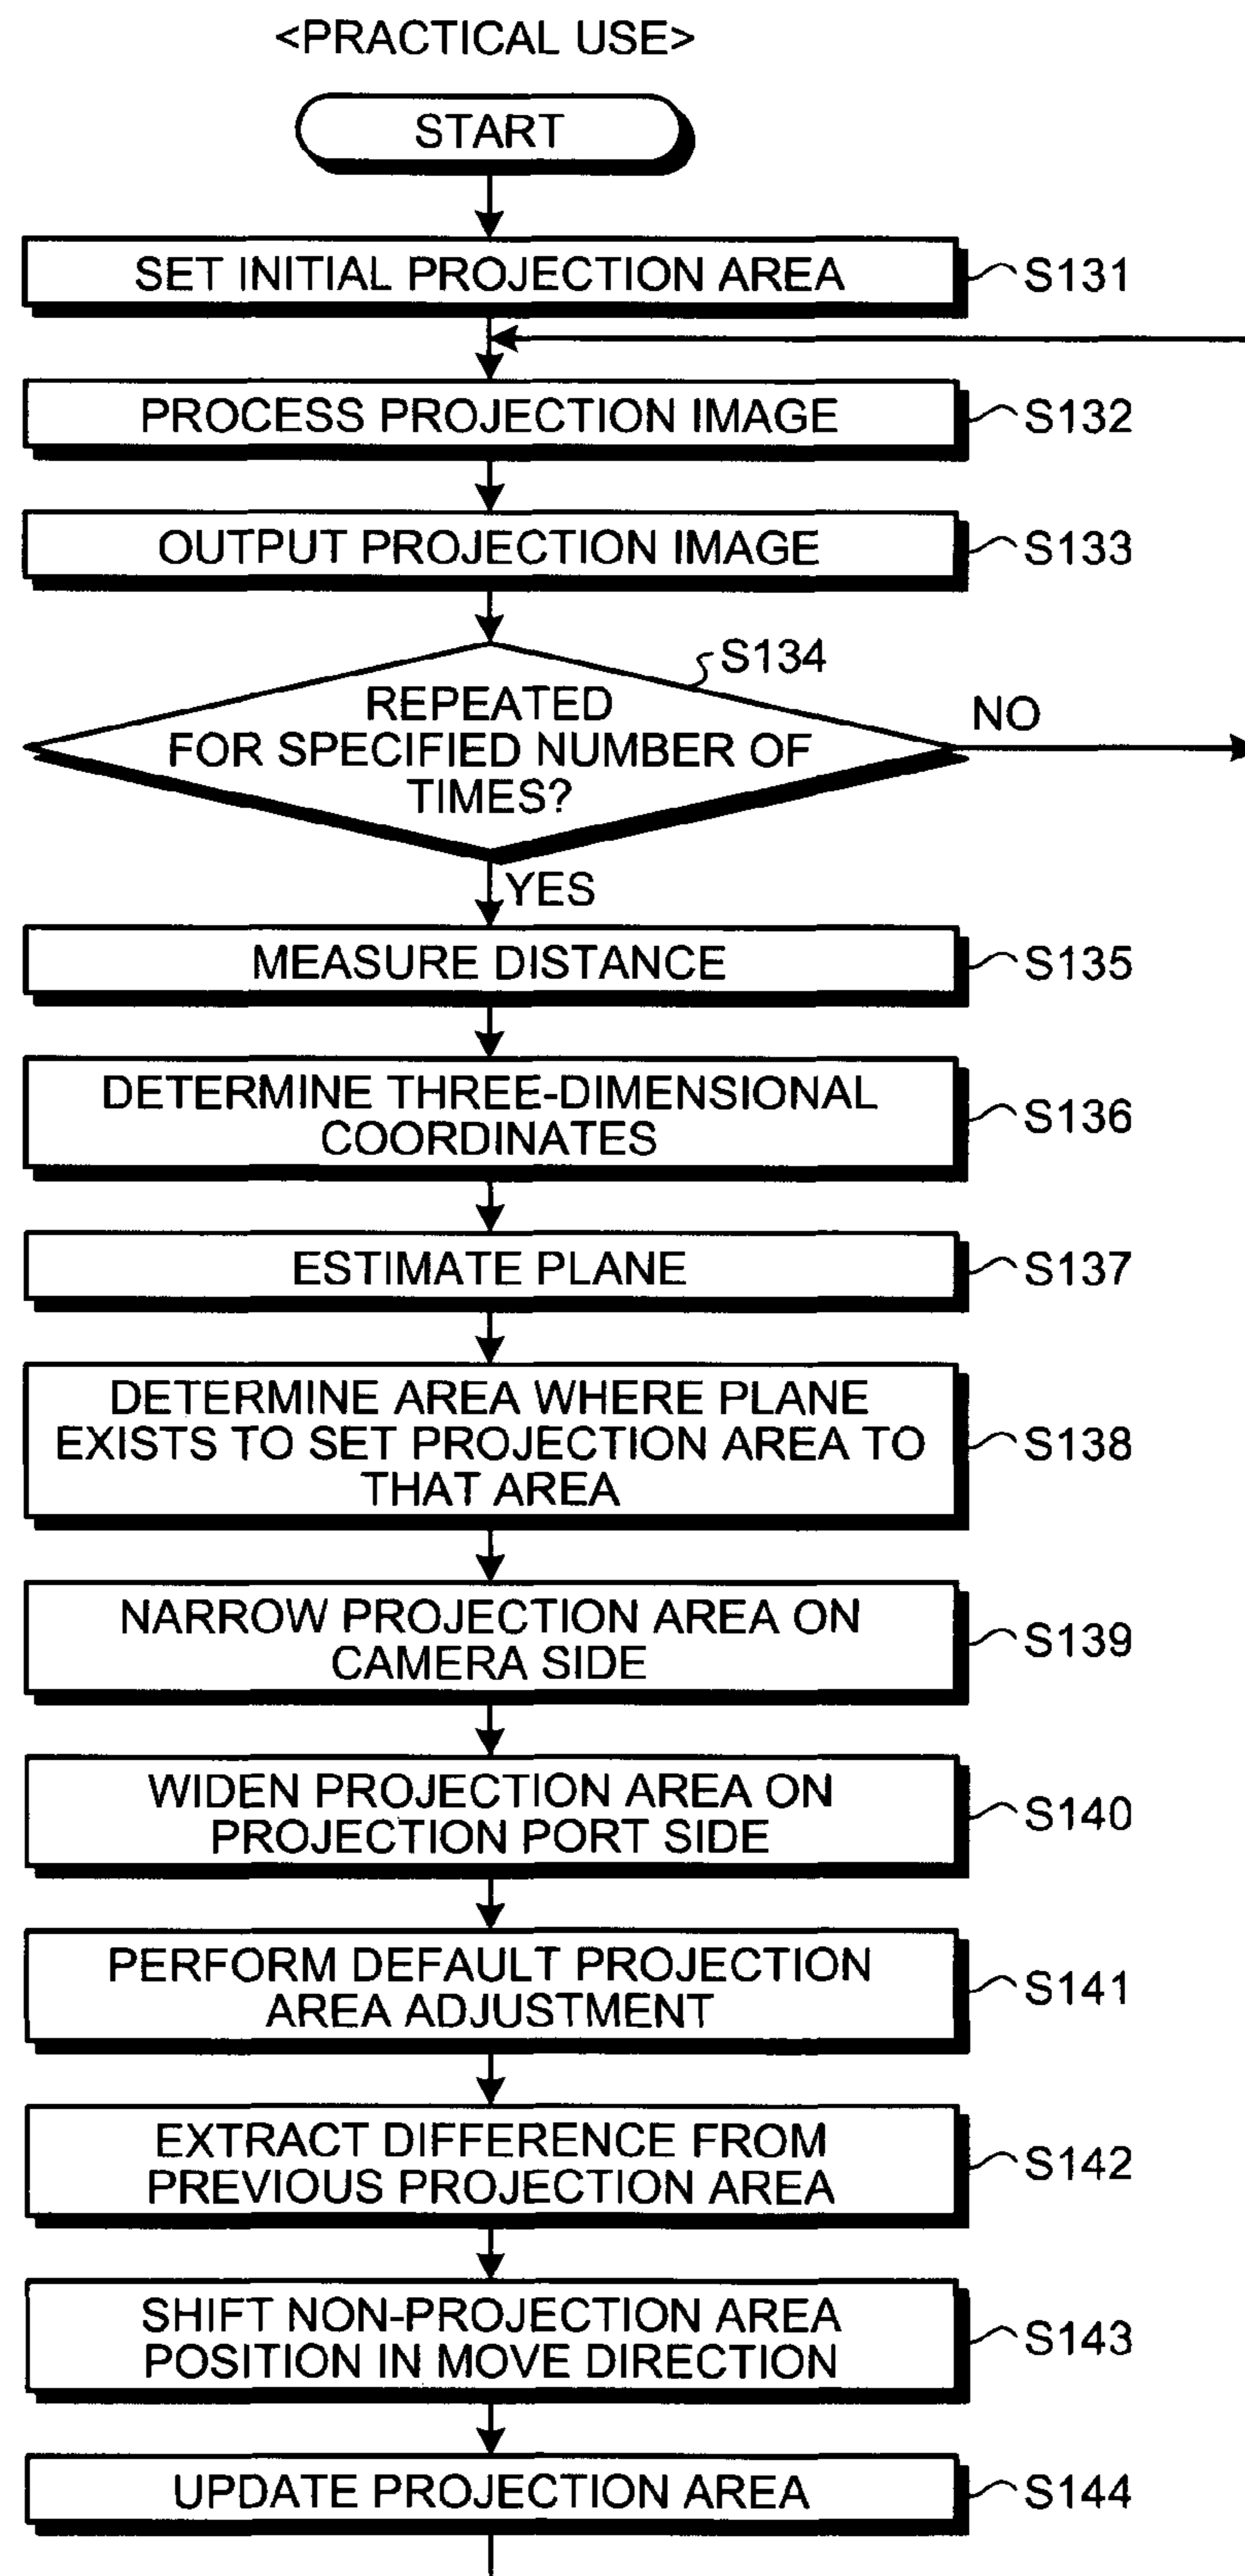 <PRACTICAL USE>
START
SET INITIAL PROJECTION AREA
S131
PROCESS PROJECTION IMAGE
S132
OUTPUT PROJECTION IMAGE
S133
S134
REPEATED
FOR SPECIFIED NUMBER OF
TIMES?
NO
YES
MEASURE DISTANCE
S135
DETERMINE THREE-DIMENSIONAL
COORDINATES
S136
ESTIMATE PLANE
S137
DETERMINE AREA WHERE PLANE
EXISTS TO SET PROJECTION AREA TO
THAT AREA
S138
NARROW PROJECTION AREA ON
CAMERA SIDE
S139
WIDEN PROJECTION AREA ON
PROJECTION PORT SIDE
S140
PERFORM DEFAULT PROJECTION
AREA ADJUSTMENT
S141
EXTRACT DIFFERENCE FROM
PREVIOUS PROJECTION AREA
S142
SHIFT NON-PROJECTION AREA
POSITION IN MOVE DIRECTION
S143
UPDATE PROJECTION AREA
S144